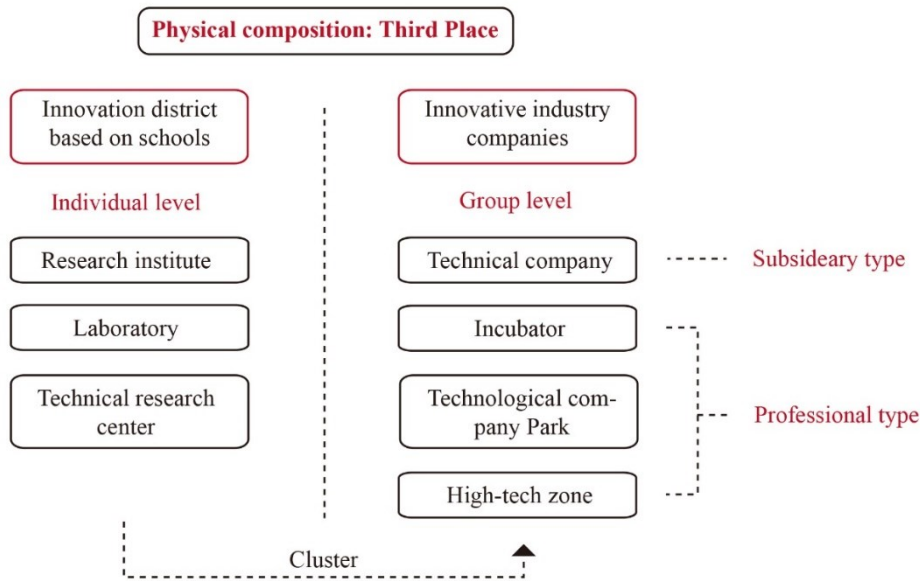 Physical composition: Third Place
Innovation district
based on schools
Innovative industry
companies
Individual level
Group level
Research institute
Technical company
Subsideary type
Laboratory
Incubator
Technical research
center
Technological com-
pany Park
Professional type
High-tech zone
Cluster